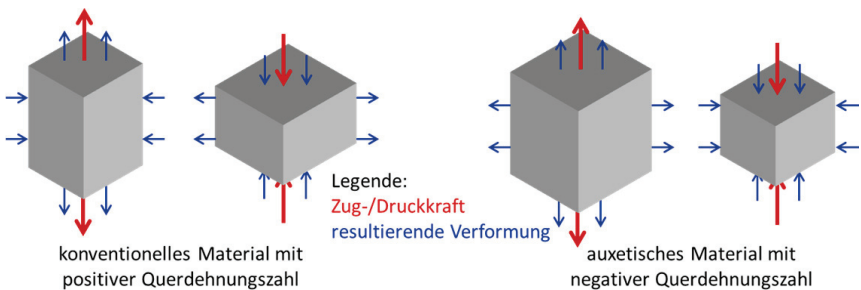 Legende:
Zug-/Druckkraft
resultierende Verformung
konventionelles Material mit
positiver Querdehnungszahl
auxetisches Material mit
negativer Querdehnungszahl